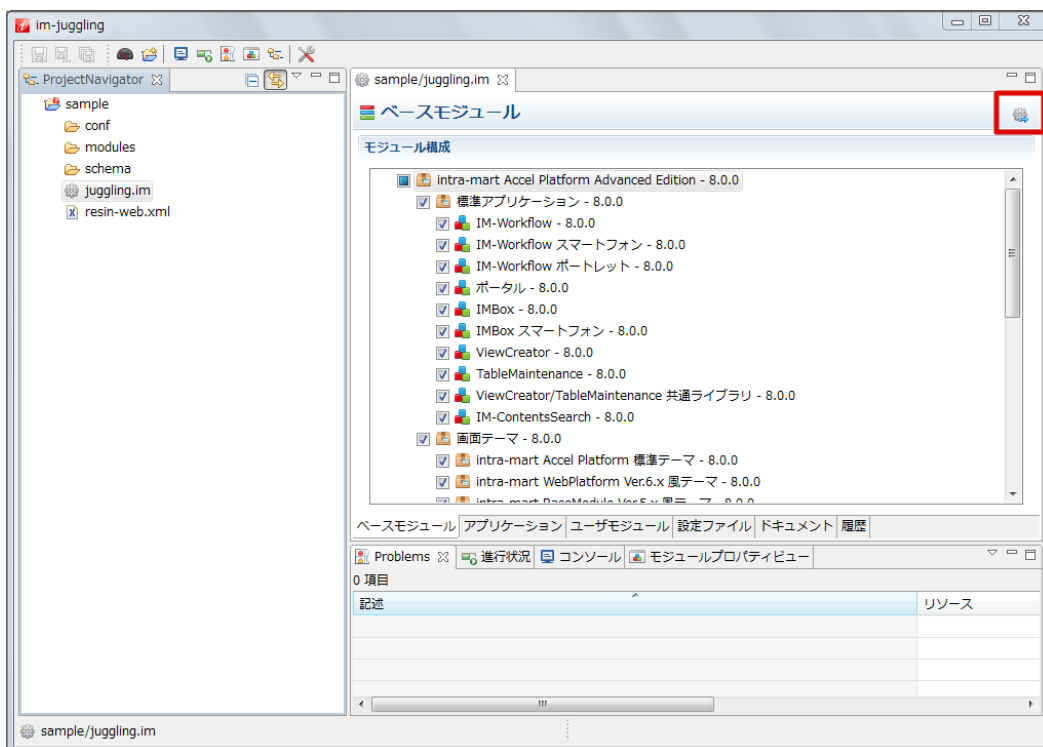 im-juggling
ProjectNavigator
sample
conf
modules
schema
juggling.im
resin-web.xml
sample/juggling.im
ベースモジュール
モジュール構成
intra-mart Accel Platform Advanced Edition - 8.0.0
標準アプリケーション - 8.0.0
IM-Workflow - 8.0.0
IM-Workflow スマートフォン - 8.0.0
IM-Workflow ポートレット - 8.0.0
ポータル - 8.0.0
IMBox - 8.0.0
IMBox スマートフォン - 8.0.0
ViewCreator - 8.0.0
TableMaintenance - 8.0.0
ViewCreator/TableMaintenance 共通ライブラリ - 8.0.0
IM-ContentsSearch - 8.0.0
画面テーマ - 8.0.0
intra-mart Accel Platform 標準テーマ - 8.0.0
intra-mart WebPlatform Ver.6.x 風テーマ - 8.0.0
intra-mart BaseModule Ver.5.x 風テーマ - 8.0.0
ベースモジュール アプリケーション ユーザモジュール 設定ファイル ドキュメント 履歴
Problems 進行状況 コンソール モジュールプロパティビュー
0 項目
記述 リソース
sample/juggling.im